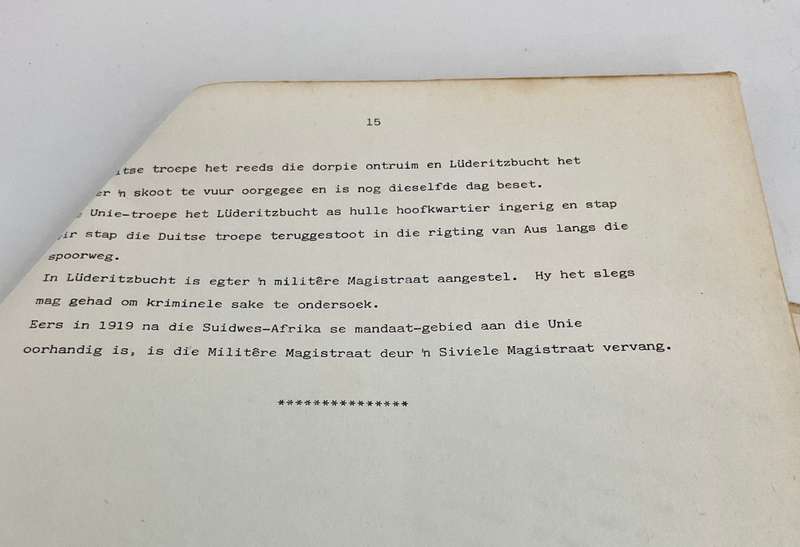 15
troepe het reeds die dorpie ontruim en Lüderitzbucht het
'n skoot te vuur oorgegee en is nog dieselfde dag beset.
Unie-troepe het Lüderitzbucht as hulle hoofkwartier ingerig en stap
vir stap die Duitse troepe teruggestoot in die rigting van Aus langs die
spoorweg.
In Lüderitzbucht is egter 'n militêre Magistraat aangestel. Hy het slegs
mag gehad om kriminele sake te ondersoek.
Eers in 1919 na die Suidwes-Afrika se mandaat-gebied aan die Unie
oorhandig is, is die Militêre Magistraat deur 'n Siviele Magistraat vervang.
***************